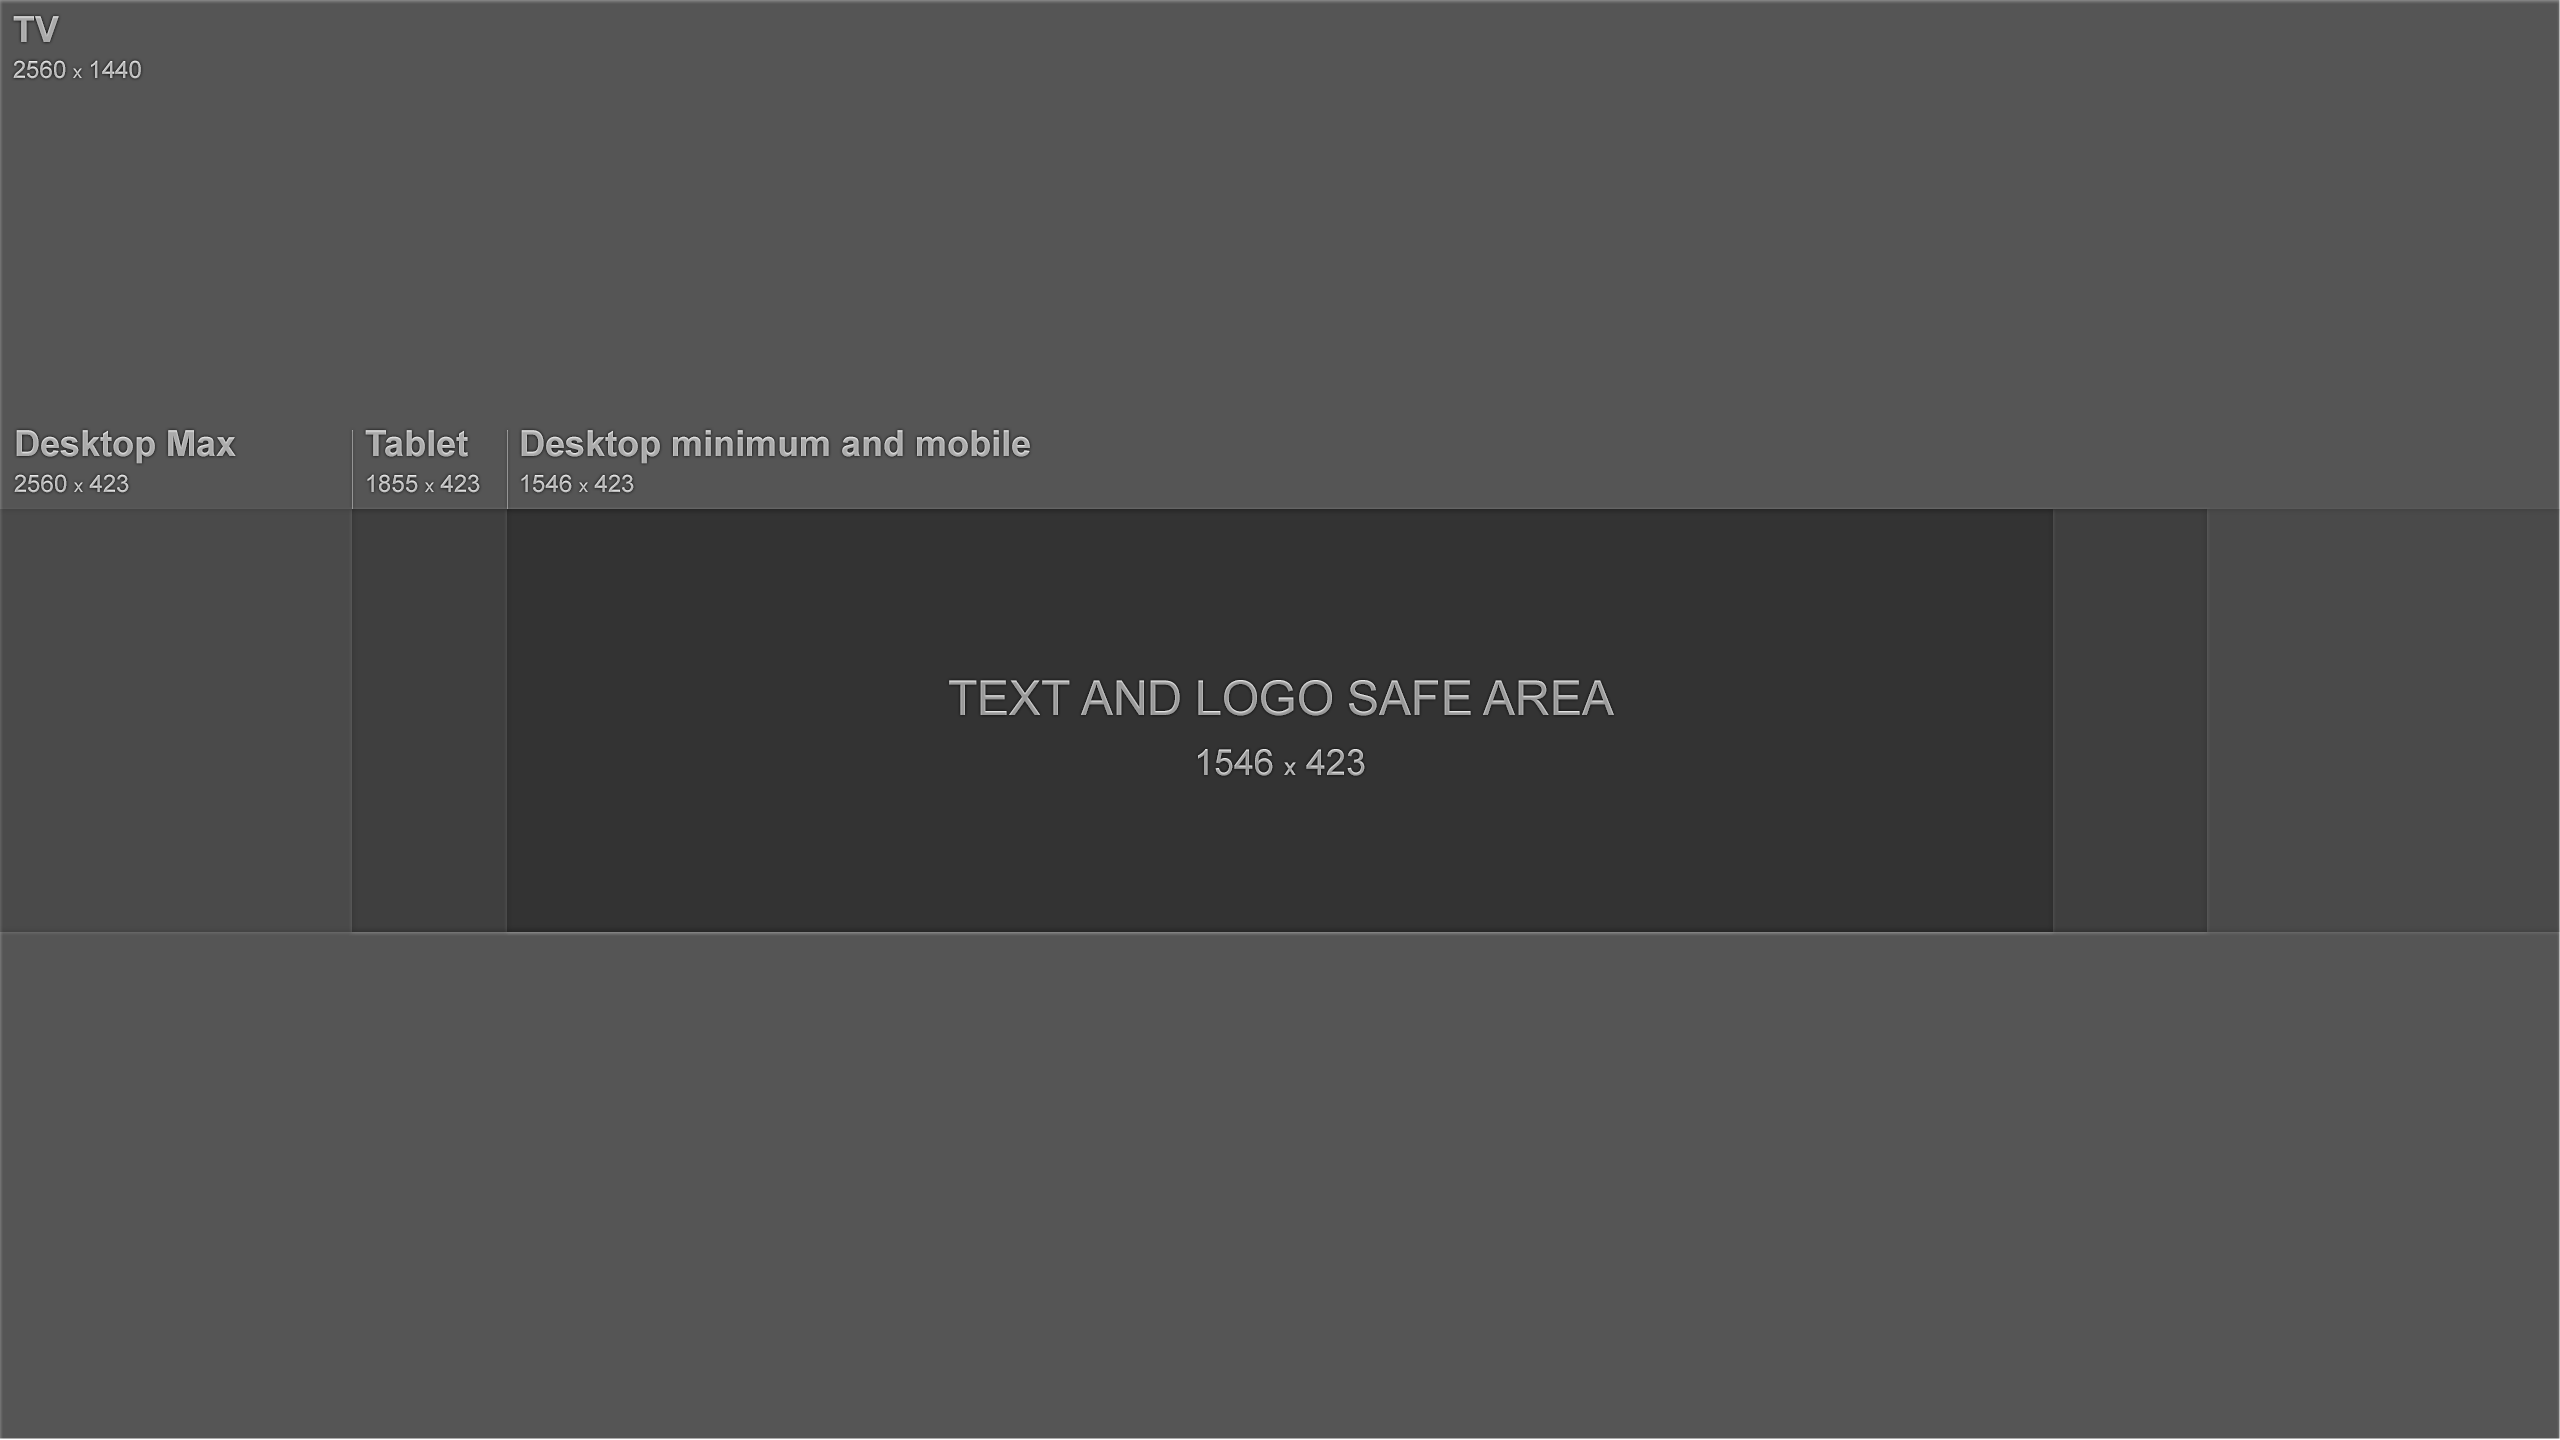 TV
2560 x 1440
Desktop Max
2560 x 423
Tablet
1855 x 423
Desktop minimum and mobile
1546 x 423
TEXT AND LOGO SAFE AREA
1546 x 423